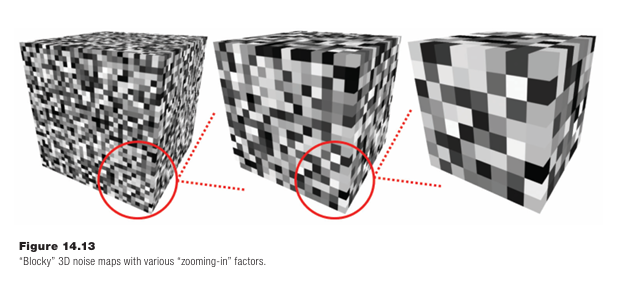 Figure 14.13
“Blocky” 3D noise maps with various “zooming-in” factors.